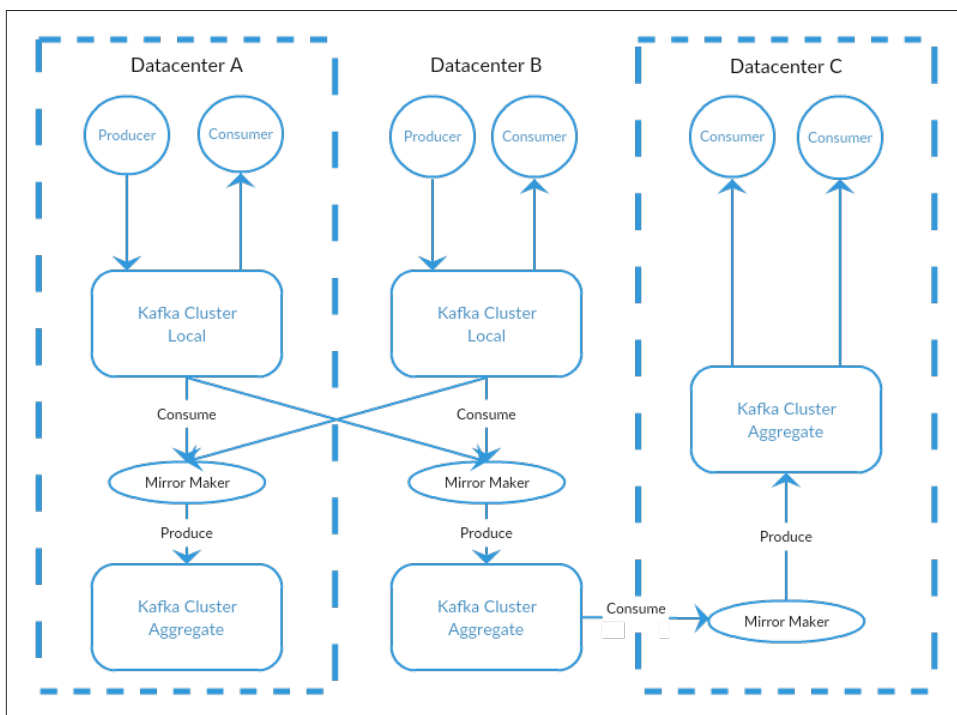 Datacenter A
Datacenter B
Datacenter C
Producer
Consumer
Producer
Consumer
Consumer
Consumer
Kafka Cluster
Local
Kafka Cluster
Local
Kafka Cluster
Aggregate
Consume
Consume
Mirror Maker
Mirror Maker
Produce
Produce
Produce
Kafka Cluster
Aggregate
Kafka Cluster
Aggregate
Consume
Mirror Maker